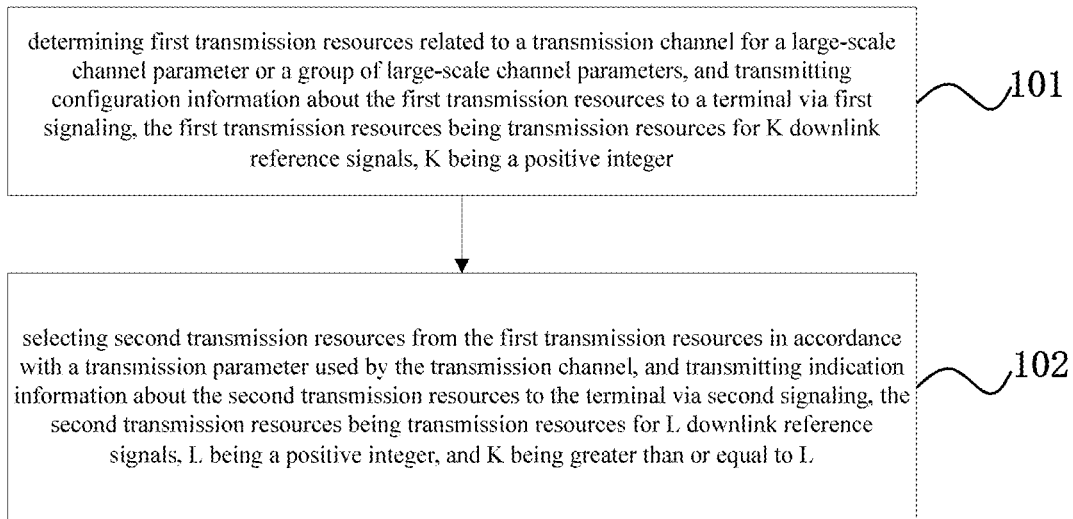 determining first transmission resources related to a transmission channel for a large-scale
channel parameter or a group of large-scale channel parameters, and transmitting
configuration information about the first transmission resources to a terminal via first
signaling, the first transmission resources being transmission resources for K downlink
reference signals, K being a positive integer
101
selecting second transmission resources from the first transmission resources in accordance
with a transmission parameter used by the transmission channel, and transmitting indication
information about the second transmission resources to the terminal via second signaling, the
second transmission resources being transmission resources for L downlink reference
signals, L being a positive integer, and K being greater than or equal to L
102